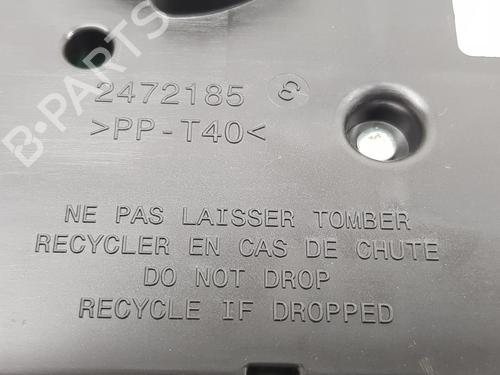 B-PARTS
2472185 3
>PP-T40<
NE PAS LAISSER TOMBER
RECYCLER EN CAS DE CHUTE
DO NOT DROP
RECYCLE IF DROPPED